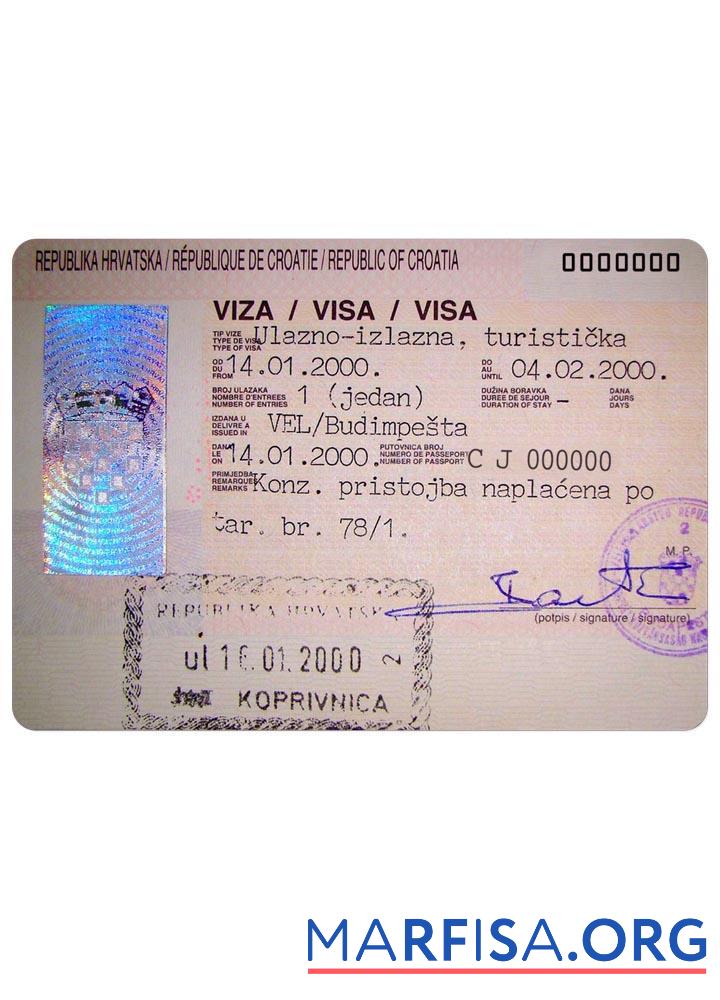 REPUBLIKA HRVATSKA / RÉPUBLIQUE DE CROATIE / REPUBLIC OF CROATIA 0000000
VIZA / VISA / VISA
TIP VIZE
TYPE DE VISA
TYPE OF VISA
Ulazno-izlazna, turistička
OD
DU
FROM
14.01.2000.
DO
AU
UNTIL
04.02.2000.
BROJ ULAZAKA
NOMBRE D'ENTREES
NUMBER OF ENTRIES
1 (jedan)
DUŽINA BORAVKA
DUREE DE SEJOUR
DURATION OF STAY
–
DANA
JOURS
DAYS
IZDANA U
DELIVRE A
ISSUED IN
VEL/Budimpešta
DANA
LE
ON
14.01.2000.
PUTOVNICA BROJ
NUMERO DE PASSEPORT
NUMBER OF PASSPORT
C J 000000
PRIMJEDBA
REMARQUES
REMARKS
Konz. pristojba naplaćena po
tar. br. 78/1.
2
M. P.
(potpis / signature / signature)
REPUBLIKA HRVATSKA
ul 16.01.2000 2
KOPRIVNICA
MARFISA.ORG